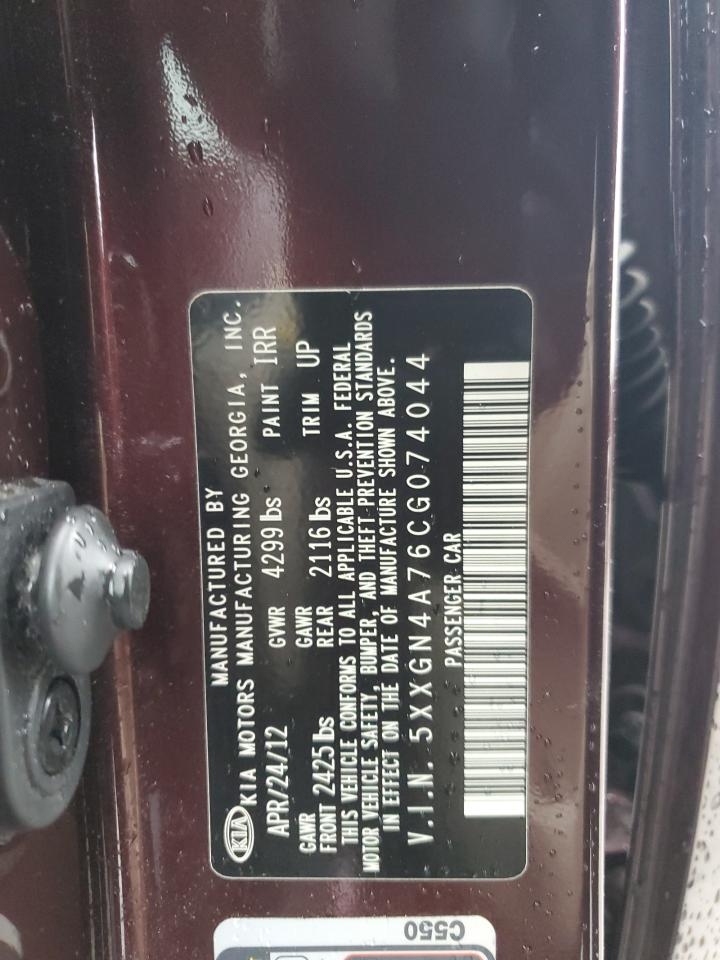 MANUFACTURED BY
KIA KIA MOTORS MANUFACTURING GEORGIA, INC.
APR/24/12 GVWR 4299 lbs PAINT IRR
GAWR FRONT 2425 lbs GAWR REAR 2116 lbs TRIM UP
THIS VEHICLE CONFORMS TO ALL APPLICABLE U.S.A. FEDERAL
MOTOR VEHICLE SAFETY, BUMPER, AND THEFT PREVENTION STANDARDS
IN EFFECT ON THE DATE OF MANUFACTURE SHOWN ABOVE.
V.I.N. 5XXGN4A76CG074044
PASSENGER CAR
C550